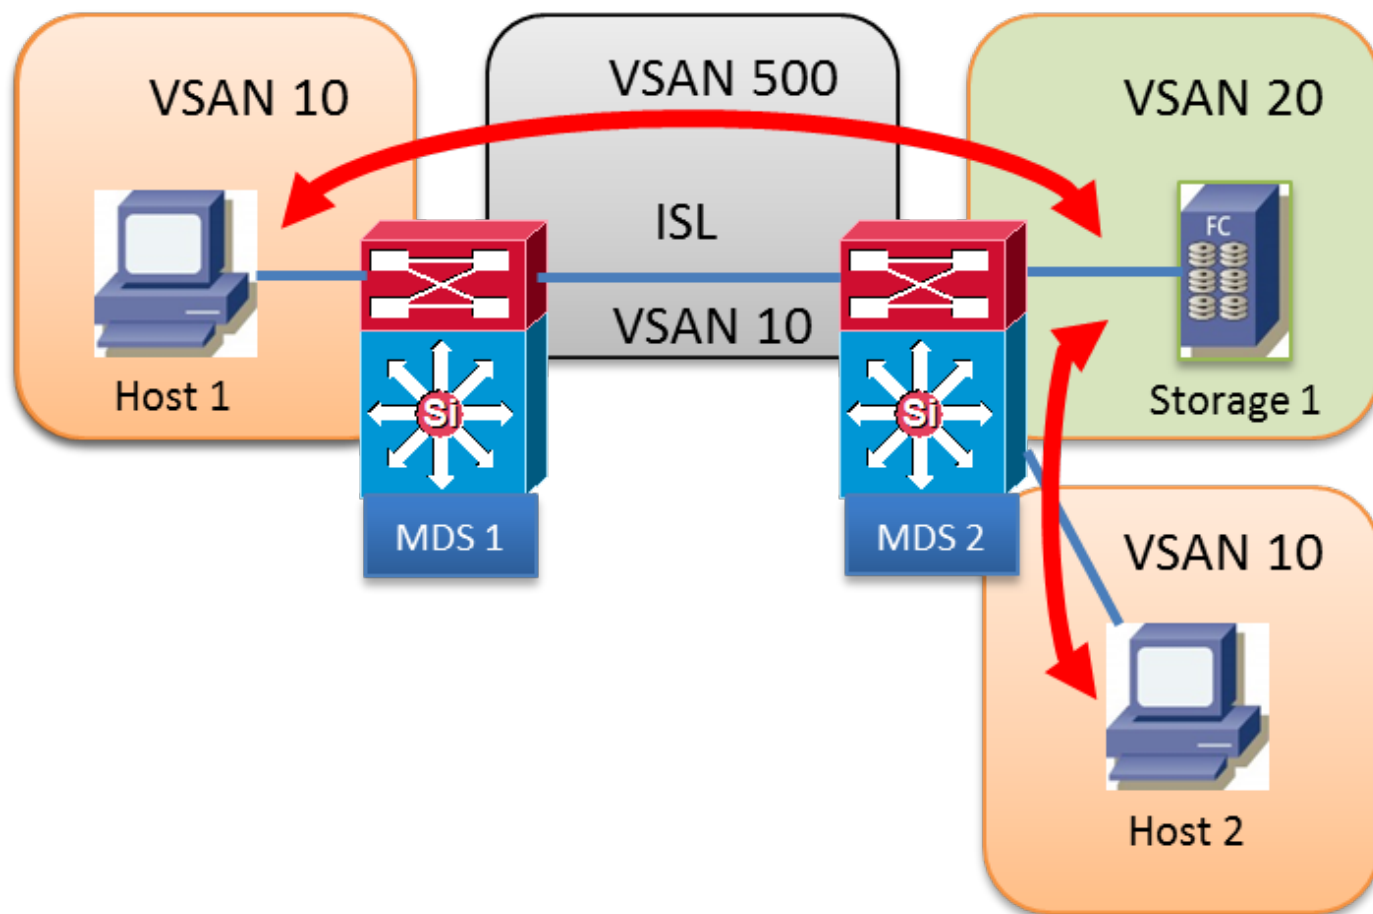 VSAN 10
VSAN 500
VSAN 20
ISL
FC
VSAN 10
Host 1
Si
Si
Storage 1
MDS 1
MDS 2
VSAN 10
Host 2